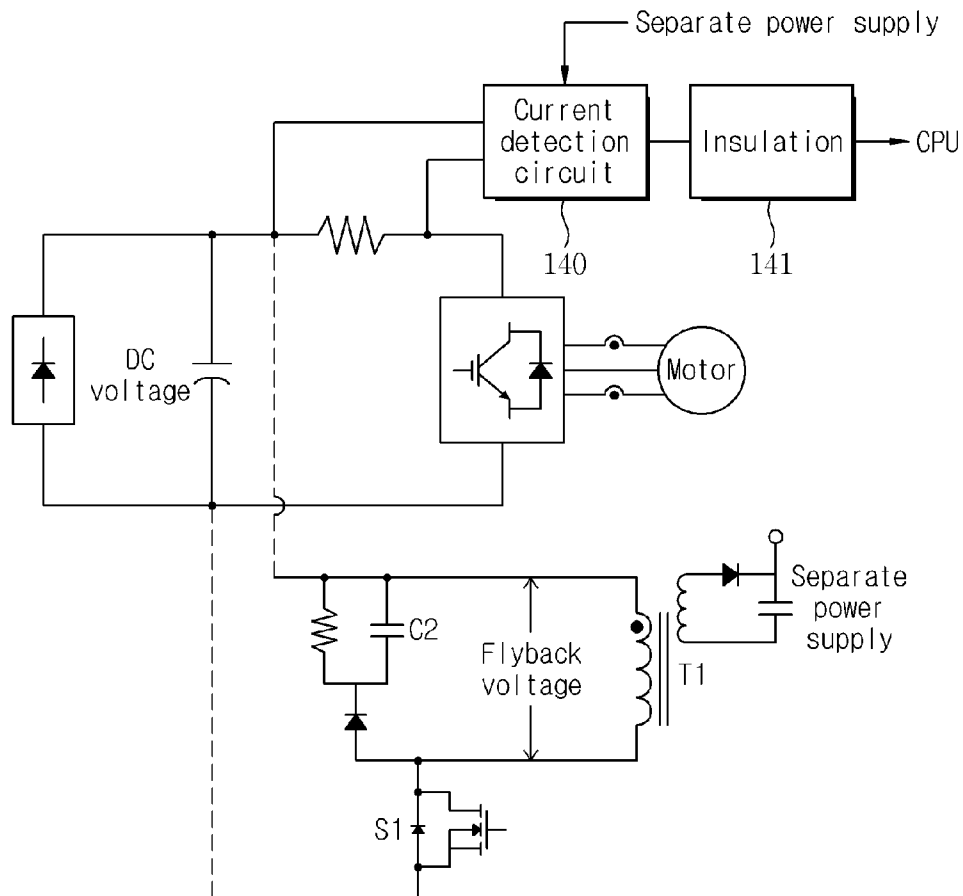 Separate power supply
Current
detection
circuit
Insulation
CPU
140
141
DC
voltage
Motor
C2
Flyback
voltage
T1
Separate
power
supply
S1